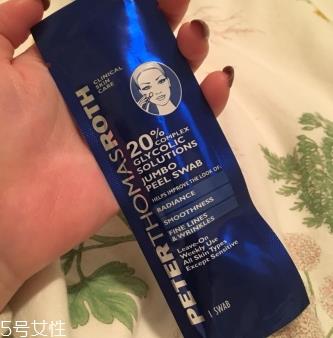 PETERTHOMASROTH
CLINICAL
SKIN
CARE
20% COMPLEX
GLYCOLIC
SOLUTIONS
JUMBO
PEEL SWAB
HELPS IMPROVE THE LOOK OF:
RADIANCE
SMOOTHNESS
FINE LINES
& WRINKLES
Leave-On
Weekly Use
All Skin Types
Except Sensitive
1 SWAB
5号女性